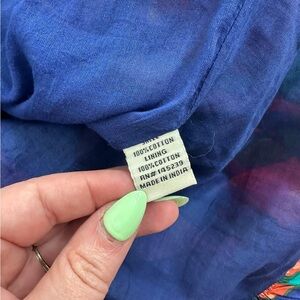 100%COTTON
LINING
100%COTTON
RN# 145239
MADE IN INDIA